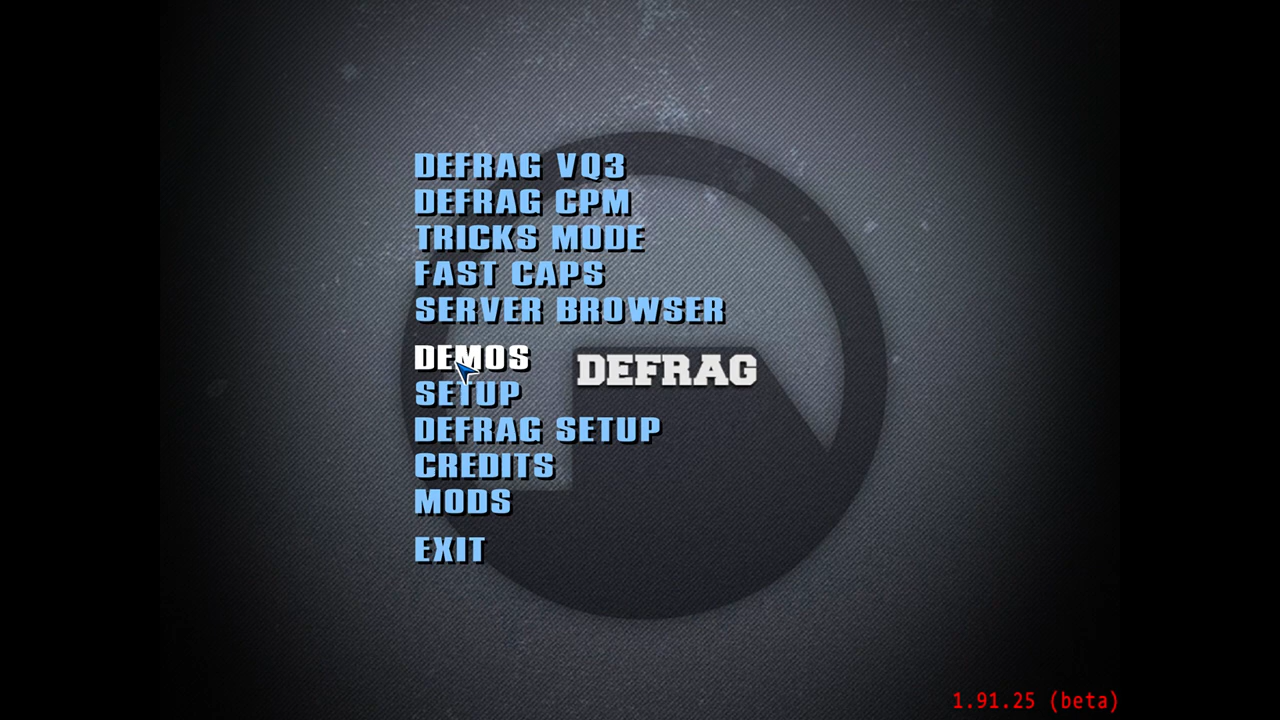 DEFRAG VQ3
DEFRAG CPM
TRICKS MODE
FAST CAPS
SERVER BROWSER
DEMOS
DEFRAG
SETUP
DEFRAG SETUP
CREDITS
MODS
EXIT
1.91.25 (beta)